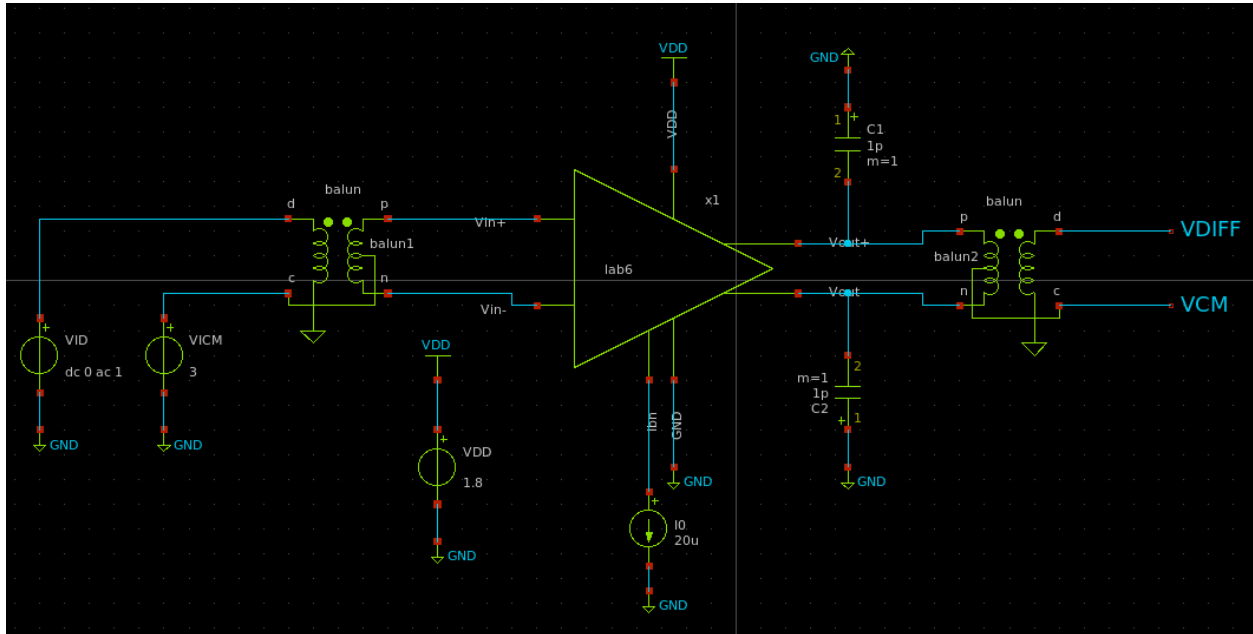 VDD
GND
1
+
C1
1p
m=1
2
VDD
x1
balun
d
p
Vin+
balun1
c
n
Vin-
lab6
Vout+
Vout-
balun
p
d
balun2
n
c
VDIFF
VCM
+
VID
dc 0 ac 1
GND
+
VICM
3
GND
VDD
+
VDD
1.8
GND
Ibn
GND
GND
+
I0
20u
GND
2
m=1
1p
C2
+
1
GND